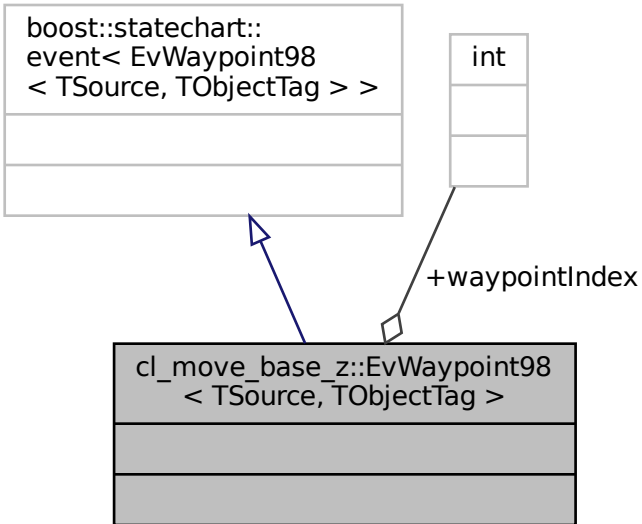 boost::statechart::
event< EvWaypoint98
< TSource, TObjectTag > >
int
+waypointIndex
cl_move_base_z::EvWaypoint98
< TSource, TObjectTag >